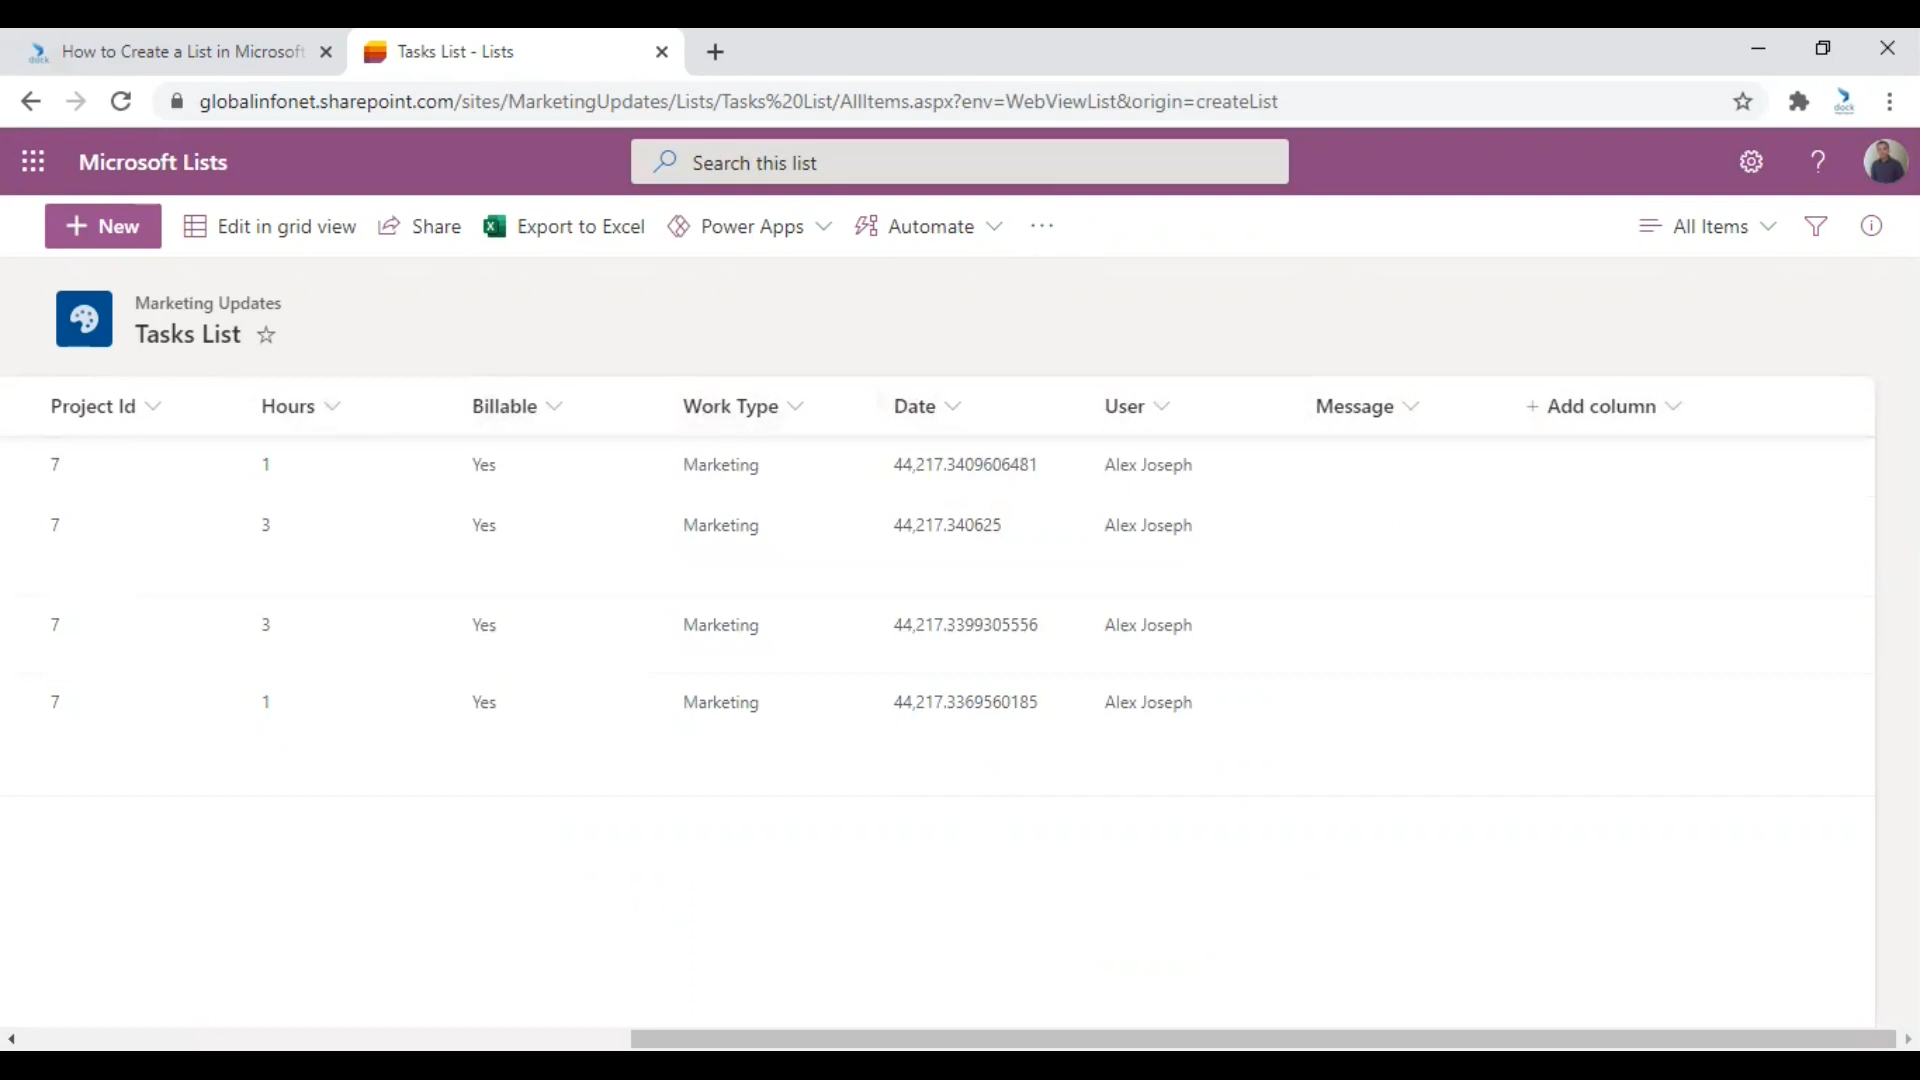 How to Create a List in Microsoft
Tasks List - Lists
globalinfonet.sharepoint.com/sites/MarketingUpdates/Lists/Tasks%20List/AllItems.aspx?env=WebViewList&origin=createList
dock
Microsoft Lists
Search this list
New
Edit in grid view
Share
Export to Excel
Power Apps
Automate
All Items
Marketing Updates
Tasks List
Project Id Hours Billable Work Type Date User Message + Add column
7 1 Yes Marketing 44,217.3409606481 Alex Joseph
7 3 Yes Marketing 44,217.340625 Alex Joseph
7 3 Yes Marketing 44,217.3399305556 Alex Joseph
7 1 Yes Marketing 44,217.3369560185 Alex Joseph